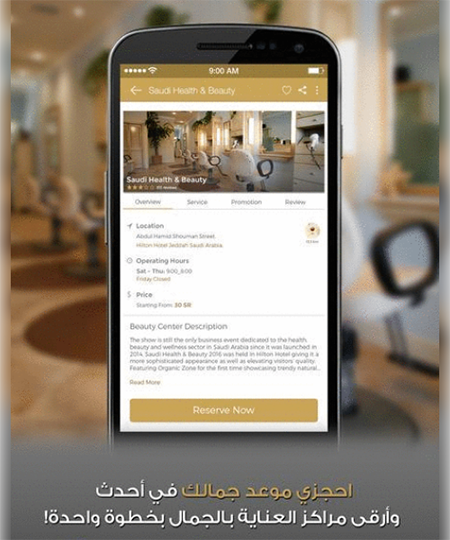 9:00 AM
Saudi Health & Beauty
Saudi Health & Beauty
Overview
Service
Promotion
Review
Location
Abdul Hamid Shouman Street,
Hilton Hotel Jeddah Saudi Arabia
Operating Hours
Sat - Thu: 9:00_8:00
Friday Closed
$ Price
Starting From: 30 SR
Beauty Center Description
The show is still the only business event dedicated to the health,
beauty and wellness sector in Saudi Arabia since it was launched in
2014. Saudi Health & Beauty 2016 was held in Hilton Hotel giving it a
more sophisticated appearance as well as elevating visitors' quality.
Featuring Organic Zone for the first time showcasing trendy natural...
Read More
Reserve Now
احجزي موعد جمالك في أحدث
وأرقى مراكز العناية بالجمال بخطوة واحدة!